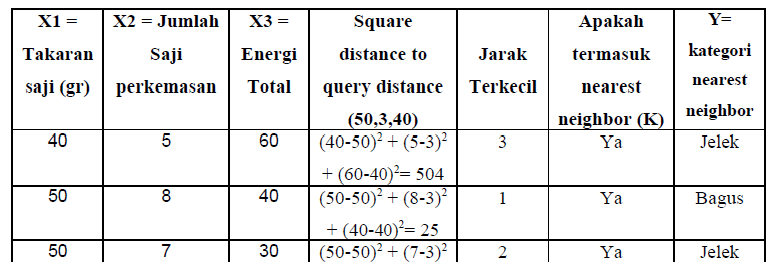 X1 = Takaran saji (gr) | X2 = Jumlah Saji perkemasan | X3 = Energi Total | Square distance to query distance (50,3,40) | Jarak Terkecil | Apakah termasuk nearest neighbor (K) | Y= kategori nearest neighbor
40 | 5 | 60 | (40-50)² + (5-3)² + (60-40)²= 504 | 3 | Ya | Jelek
50 | 8 | 40 | (50-50)² + (8-3)² + (40-40)²= 25 | 1 | Ya | Bagus
50 | 7 | 30 | (50-50)² + (7-3)² | 2 | Ya | Jelek